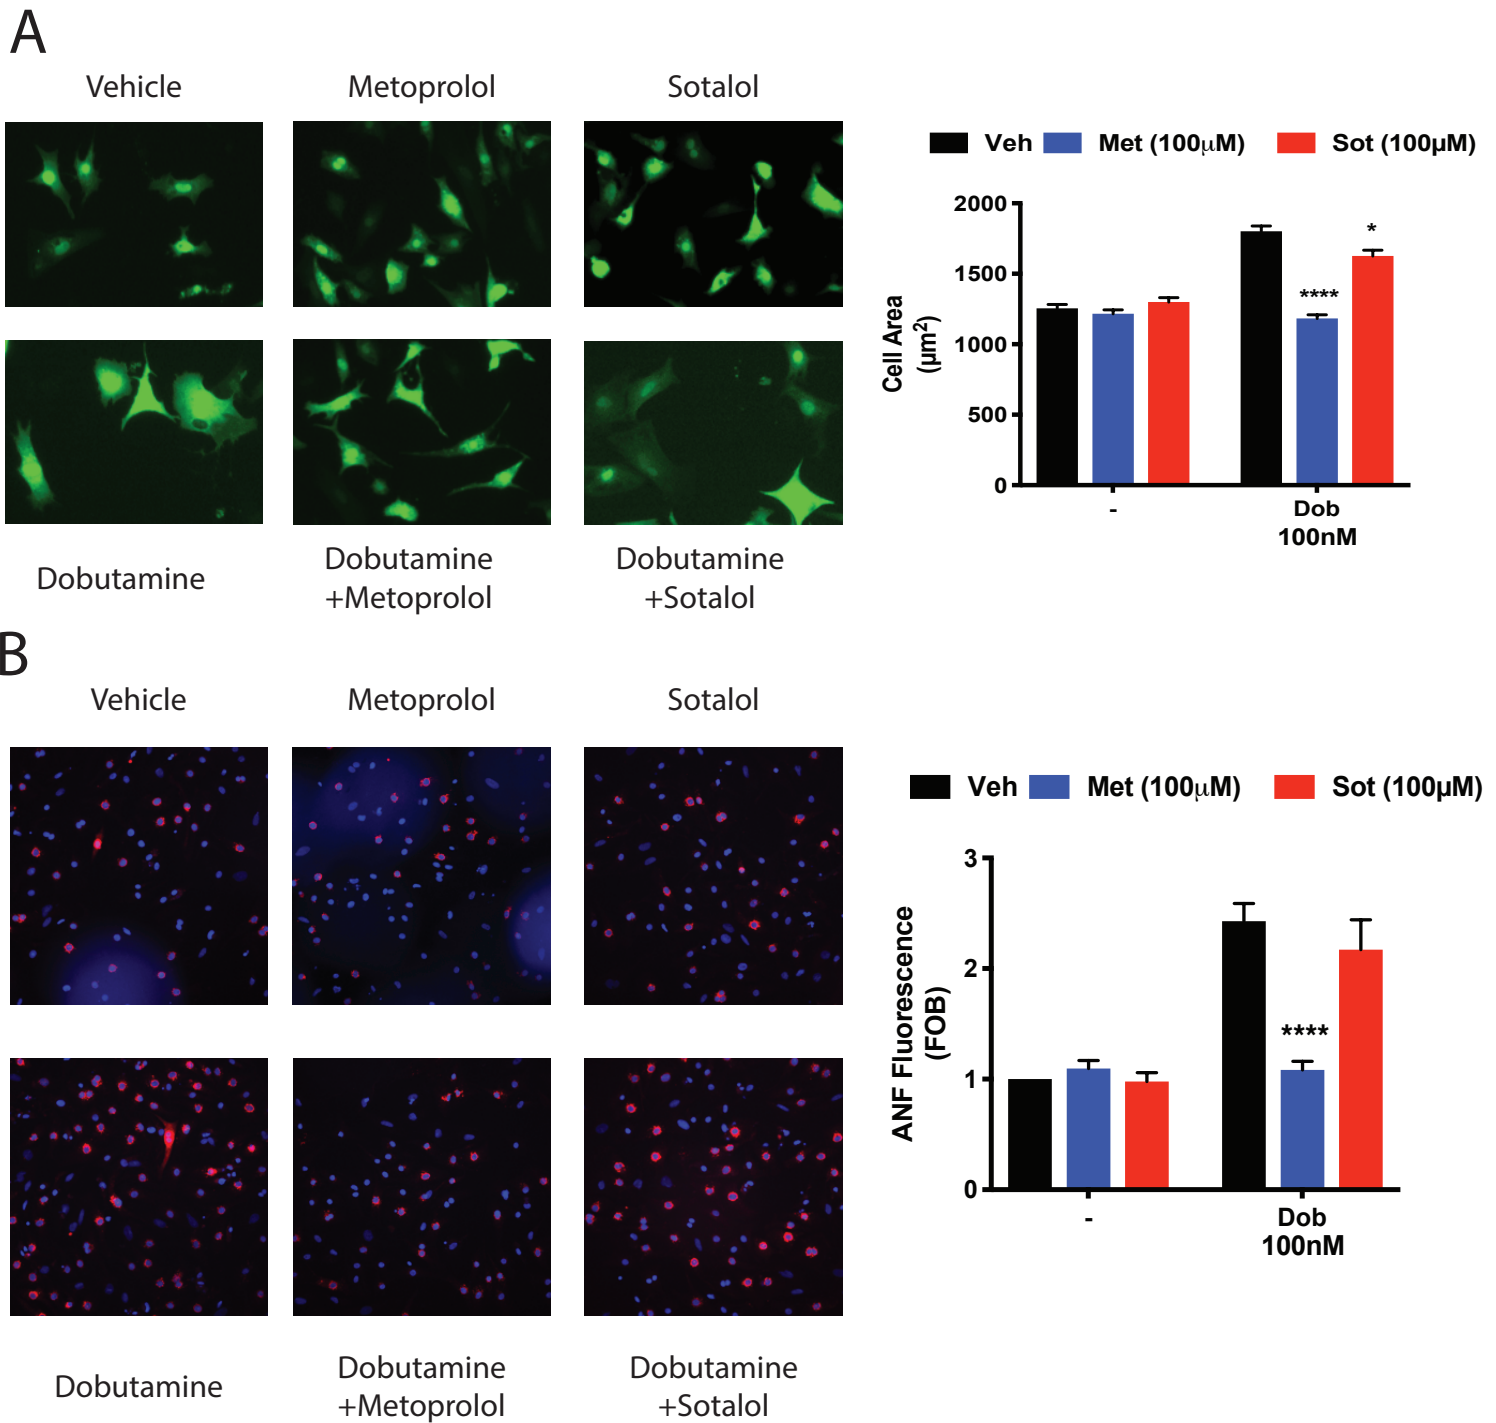 A
Vehicle
Metoprolol
Sotalol
Dobutamine
Dobutamine
+Metoprolol
Dobutamine
+Sotalol
Veh
Met (100μM)
Sot (100µM)
Cell Area
(µm²)
2000
1500
1000
500
0
****
*
-
Dob
100nM
B
Vehicle
Metoprolol
Sotalol
Dobutamine
Dobutamine
+Metoprolol
Dobutamine
+Sotalol
Veh
Met (100μM)
Sot (100µM)
ANF Fluorescence
(FOB)
3
2
1
0
****
-
Dob
100nM